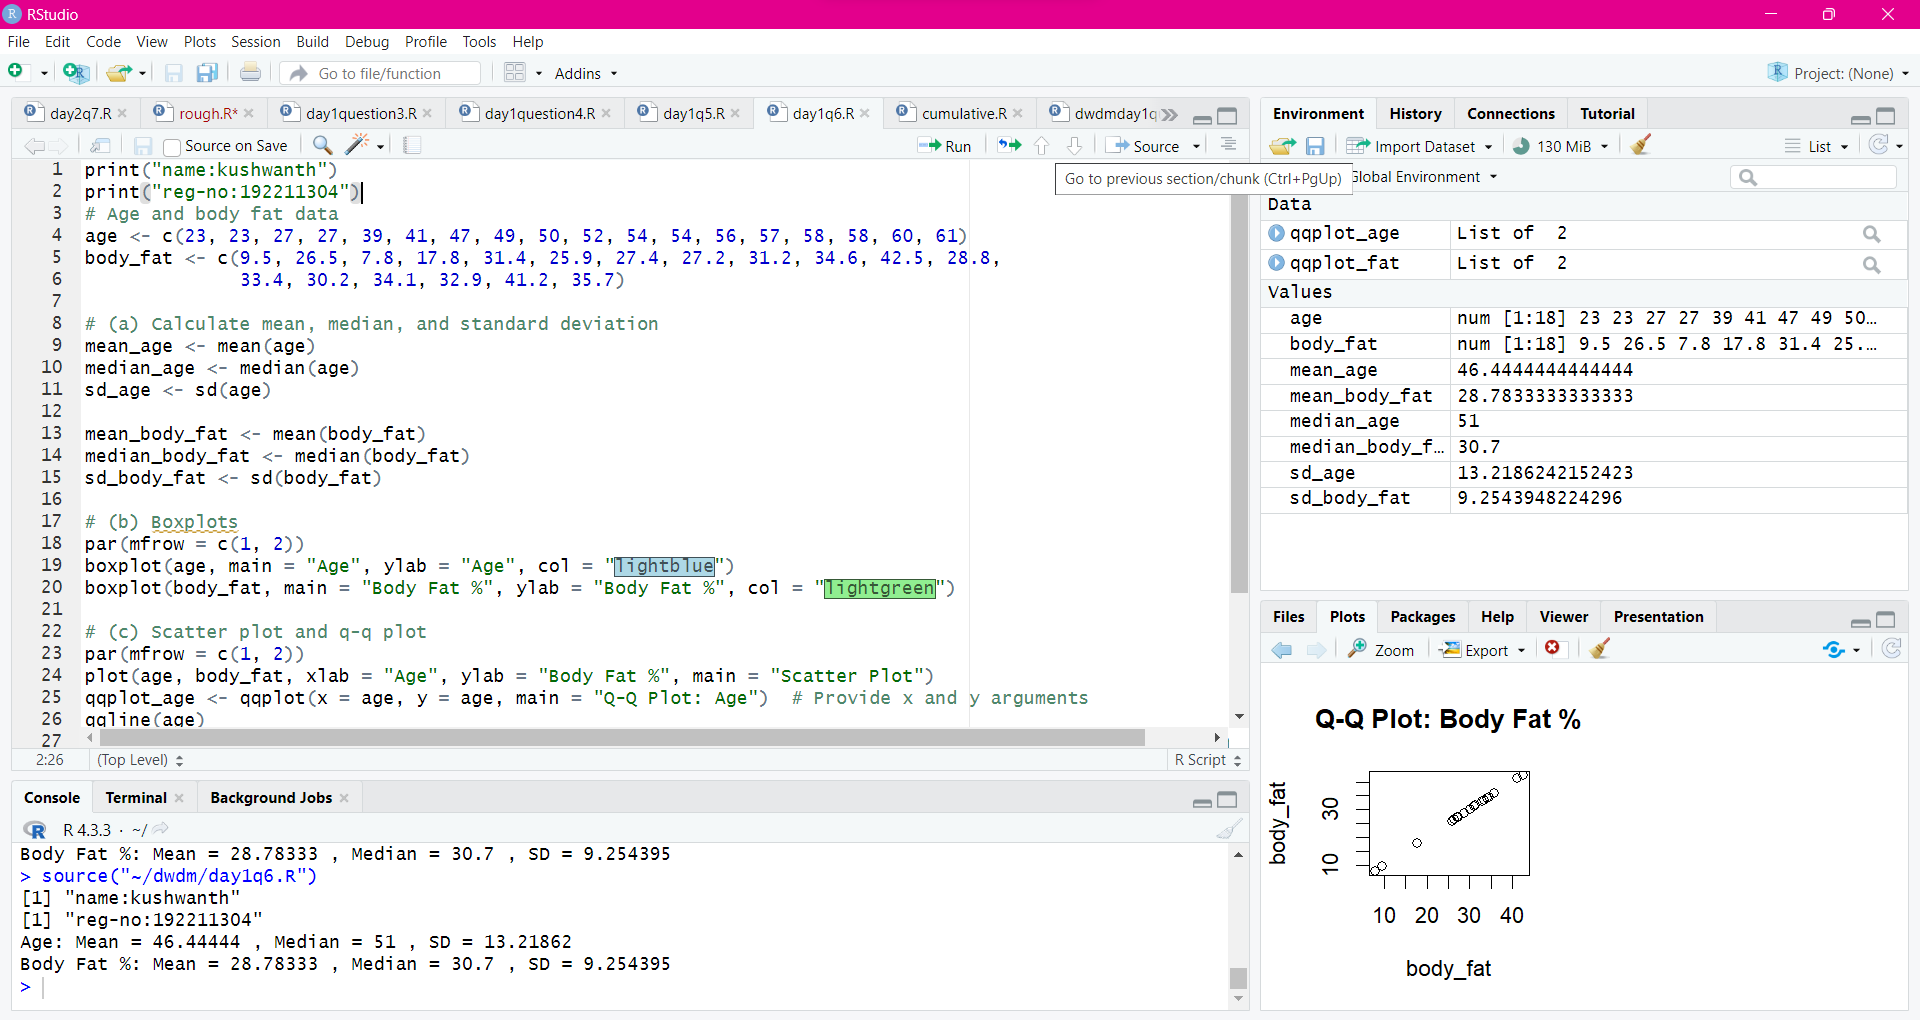 RStudio
File Edit Code View Plots Session Build Debug Profile Tools Help
Go to file/function Addins Project: (None)
day2q7.R rough.R* day1question3.R day1question4.R day1q5.R day1q6.R cumulative.R dwdmday1q
Source on Save Run Source
Go to previous section/chunk (Ctrl+PgUp)
1 print("name:kushwanth")
2 print("reg-no:192211304")
3 # Age and body fat data
4 age <- c(23, 23, 27, 27, 39, 41, 47, 49, 50, 52, 54, 54, 56, 57, 58, 58, 60, 61)
5 body_fat <- c(9.5, 26.5, 7.8, 17.8, 31.4, 25.9, 27.4, 27.2, 31.2, 34.6, 42.5, 28.8,
6 33.4, 30.2, 34.1, 32.9, 41.2, 35.7)
7
8 # (a) Calculate mean, median, and standard deviation
9 mean_age <- mean(age)
10 median_age <- median(age)
11 sd_age <- sd(age)
12
13 mean_body_fat <- mean(body_fat)
14 median_body_fat <- median(body_fat)
15 sd_body_fat <- sd(body_fat)
16
17 # (b) Boxplots
18 par(mfrow = c(1, 2))
19 boxplot(age, main = "Age", ylab = "Age", col = "lightblue")
20 boxplot(body_fat, main = "Body Fat %", ylab = "Body Fat %", col = "lightgreen")
21
22 # (c) Scatter plot and q-q plot
23 par(mfrow = c(1, 2))
24 plot(age, body_fat, xlab = "Age", ylab = "Body Fat %", main = "Scatter Plot")
25 qqplot_age <- qqplot(x = age, y = age, main = "Q-Q Plot: Age") # Provide x and y arguments
26 qqline(age)
27
2:26 (Top Level) R Script
Console Terminal Background Jobs
R 4.3.3 · ~/
Body Fat %: Mean = 28.78333 , Median = 30.7 , SD = 9.254395
> source("~/dwdm/day1q6.R")
[1] "name:kushwanth"
[1] "reg-no:192211304"
Age: Mean = 46.44444 , Median = 51 , SD = 13.21862
Body Fat %: Mean = 28.78333 , Median = 30.7 , SD = 9.254395
>
Environment History Connections Tutorial
Import Dataset 130 MiB List
Global Environment
Data
qqplot_age List of 2
qqplot_fat List of 2
Values
age num [1:18] 23 23 27 27 39 41 47 49 50…
body_fat num [1:18] 9.5 26.5 7.8 17.8 31.4 25.…
mean_age 46.4444444444444
mean_body_fat 28.7833333333333
median_age 51
median_body_f… 30.7
sd_age 13.2186242152423
sd_body_fat 9.2543948224296
Files Plots Packages Help Viewer Presentation
Zoom Export
Q-Q Plot: Body Fat %
body_fat
10 30
10 20 30 40
body_fat